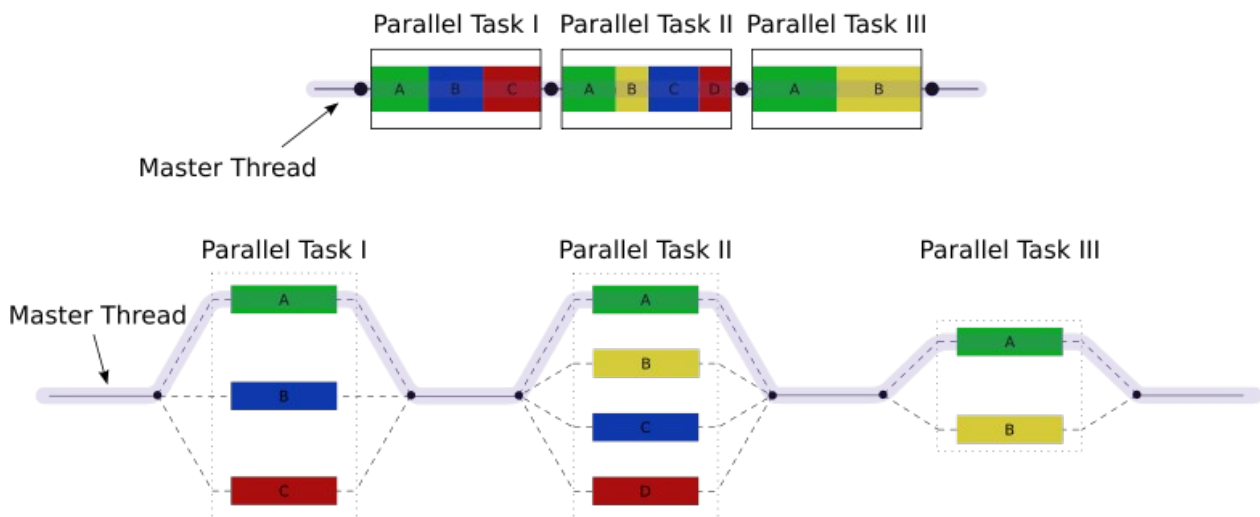 Parallel Task I Parallel Task II Parallel Task III
A B C A B C D A B
Master Thread
Parallel Task I Parallel Task II Parallel Task III
A A
Master Thread
A
B
B
B
C
C D